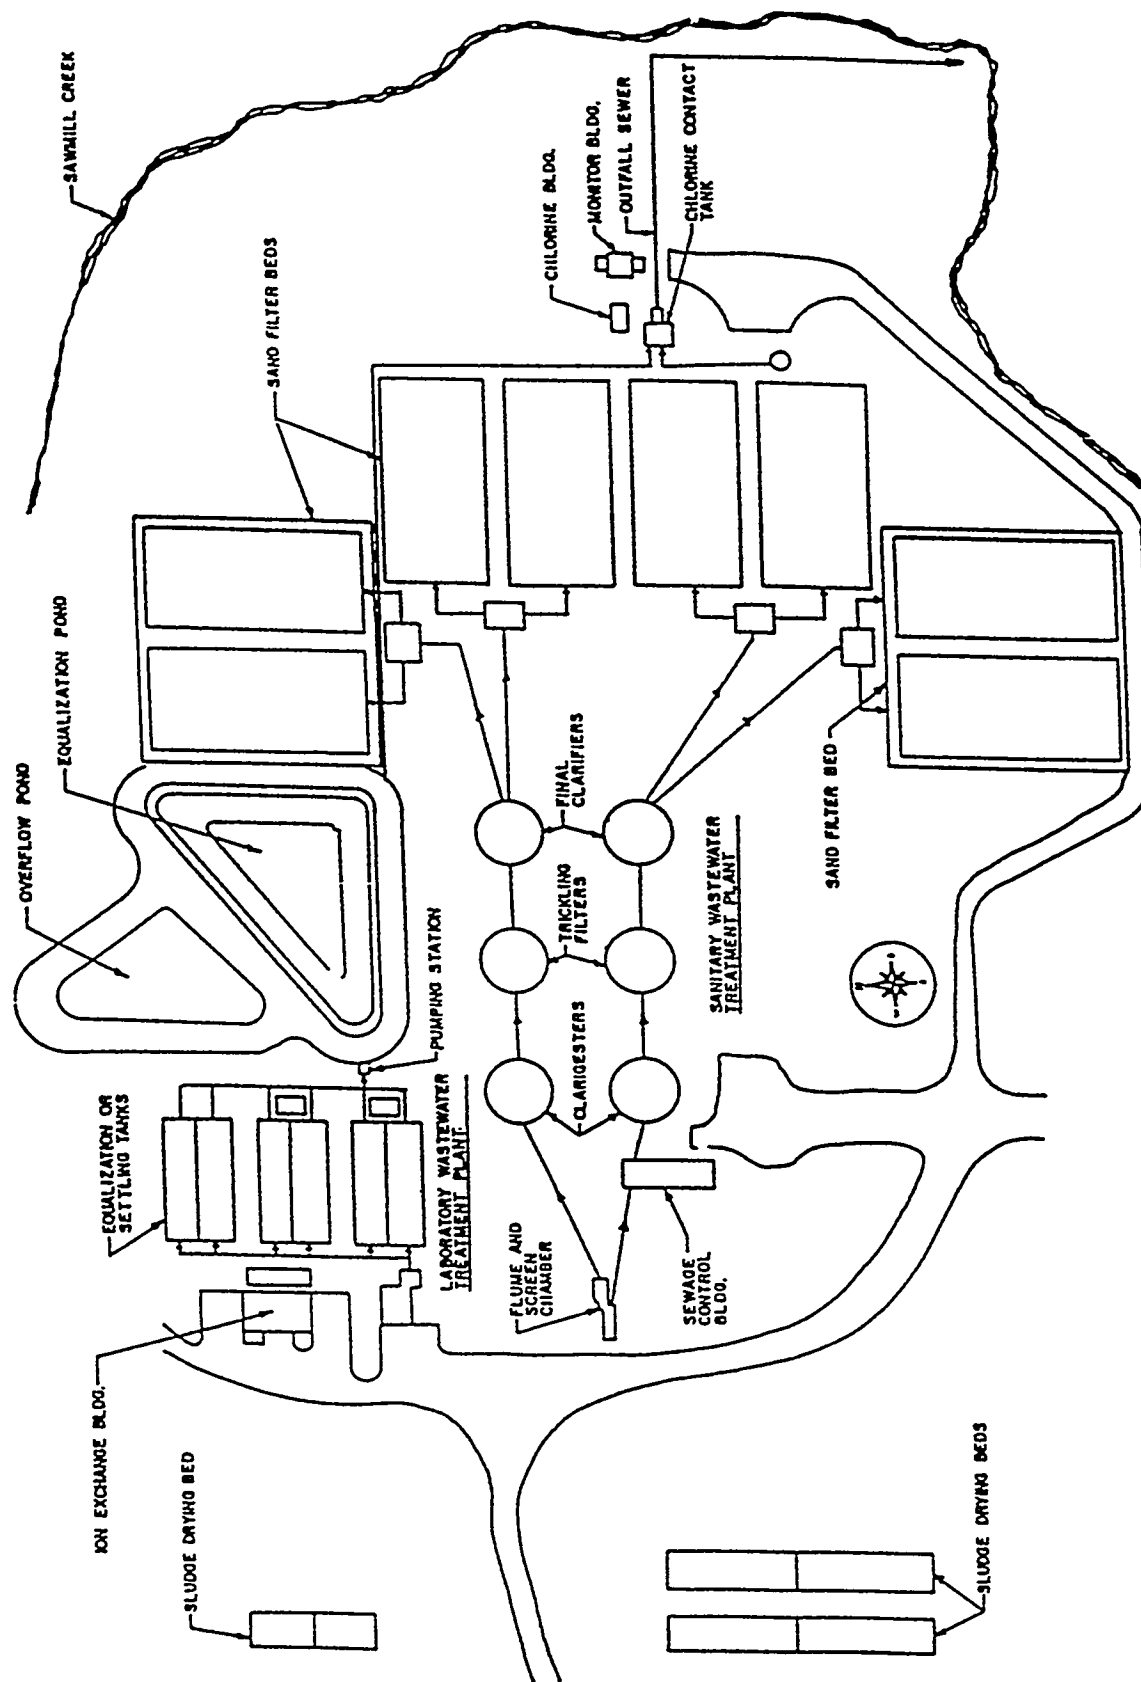 SAWMILL CREEK
OVERFLOW POND
EQUALIZATION POND
SAND FILTER BEDS
CHLORINE BLDG.
MONITOR BLDG.
OUTFALL SEWER
CHLORINE CONTACT
TANK
ION EXCHANGE BLDG.
EQUALIZATION OR
SETTLING TANKS
PUMPING STATION
LABORATORY WASTEWATER
TREATMENT PLANT
SLUDGE DRYING BED
FLUME AND
SCREEN
CHAMBER
CLARIGESTERS
TRICKLING
FILTERS
FINAL
CLARIFIERS
SEWAGE
CONTROL
BLDG.
SANITARY WASTEWATER
TREATMENT PLANT
SAND FILTER BED
SLUDGE DRYING BEDS